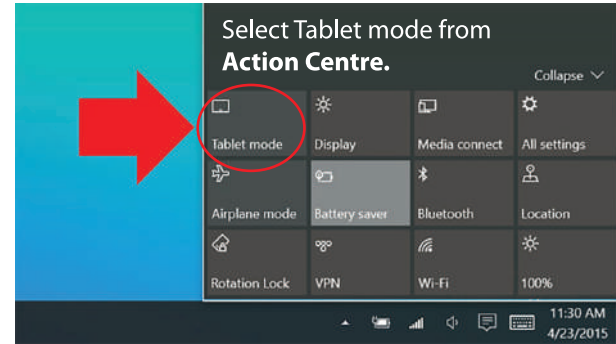 Select Tablet mode from
Action Centre.
Collapse
Tablet mode Display Media connect All settings
Airplane mode Battery saver Bluetooth Location
Rotation Lock VPN Wi-Fi 100%
11:30 AM
4/23/2015